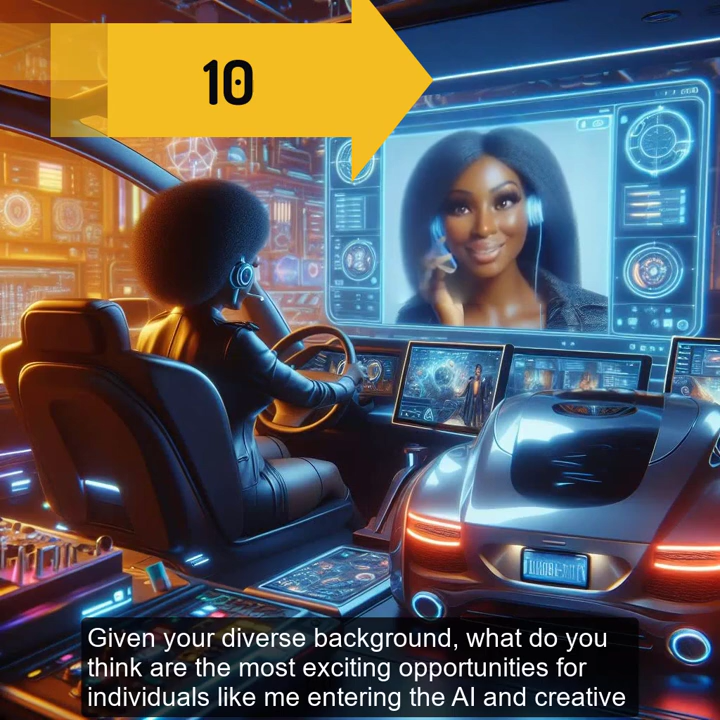 10
Given your diverse background, what do you
think are the most exciting opportunities for
individuals like me entering the AI and creative